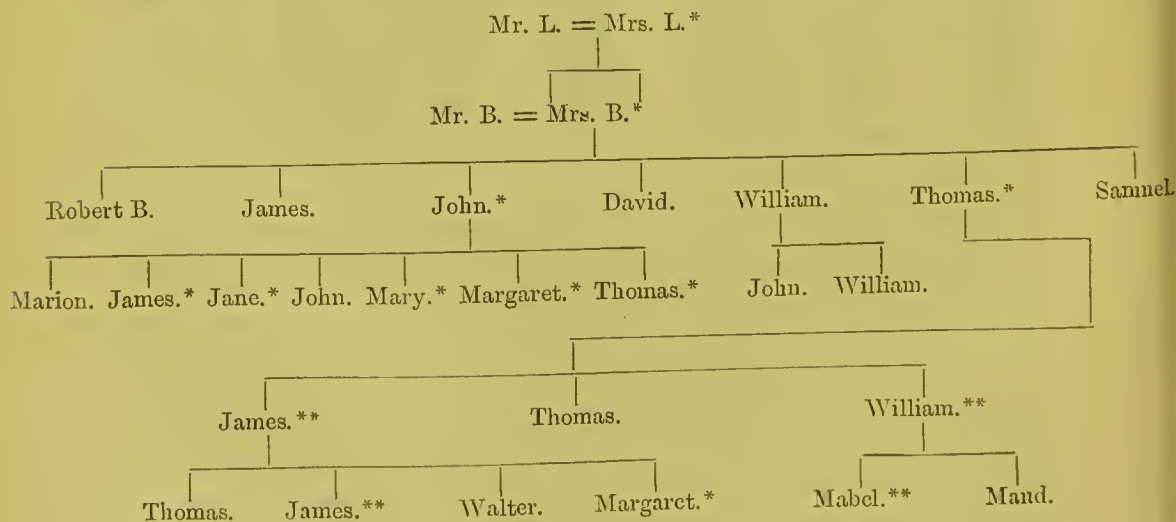 Mr. L. = Mrs. L.*
Mr. B. = Mrs. B.*
Robert B. James. John.* David. William. Thomas.* Samuel
Marion. James.* Jane.* John. Mary.* Margaret.* Thomas.* John. William.
James.** Thomas. William.**
Thomas. James.** Walter. Margaret.* Mabel.** Maud.